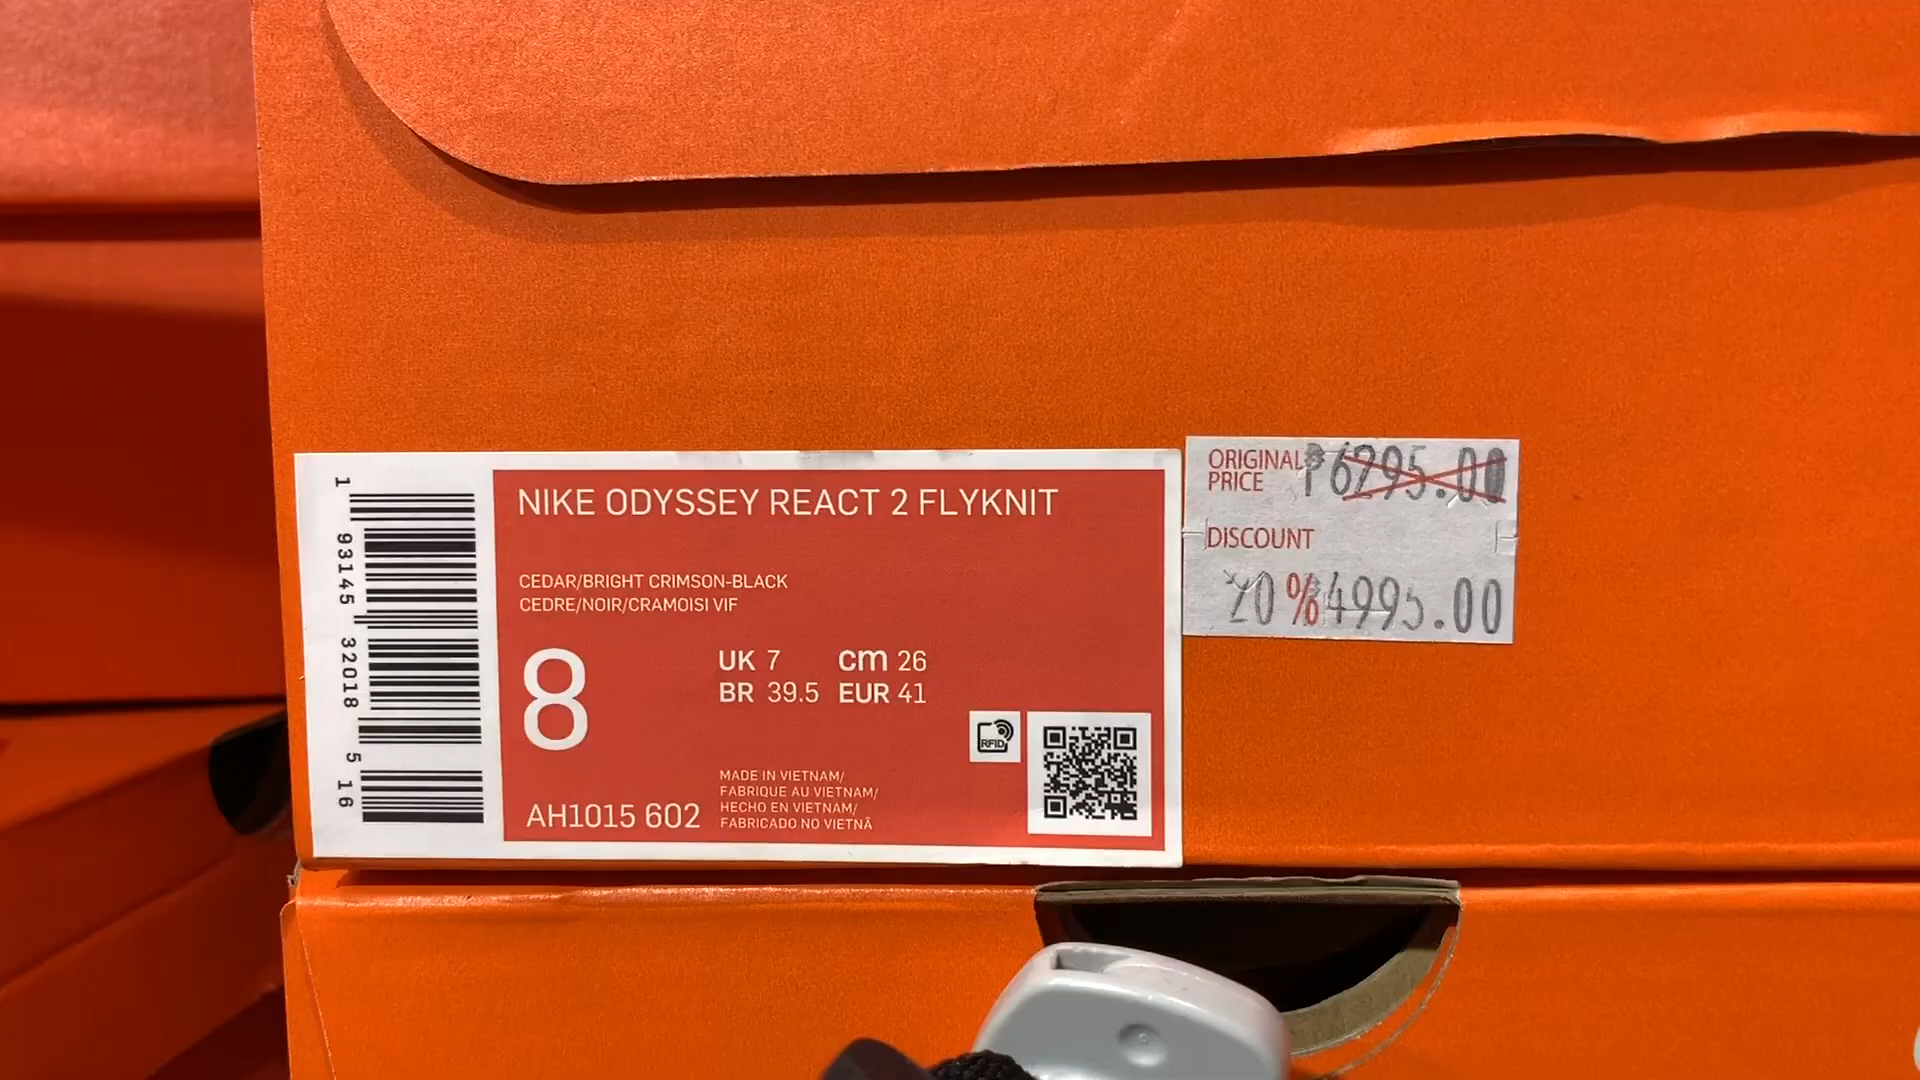 NIKE ODYSSEY REACT 2 FLYKNIT
CEDAR/BRIGHT CRIMSON-BLACK
CEDRE/NOIR/CRAMOISI VIF
8
UK 7 cm 26
BR 39.5 EUR 41
RFID
MADE IN VIETNAM/
FABRIQUE AU VIETNAM/
HECHO EN VIETNAM/
FABRICADO NO VIETNÃ
AH1015 602
1 93145 32018 5 16
ORIGINAL
PRICE
₱6295.00
DISCOUNT
20 % 4995.00